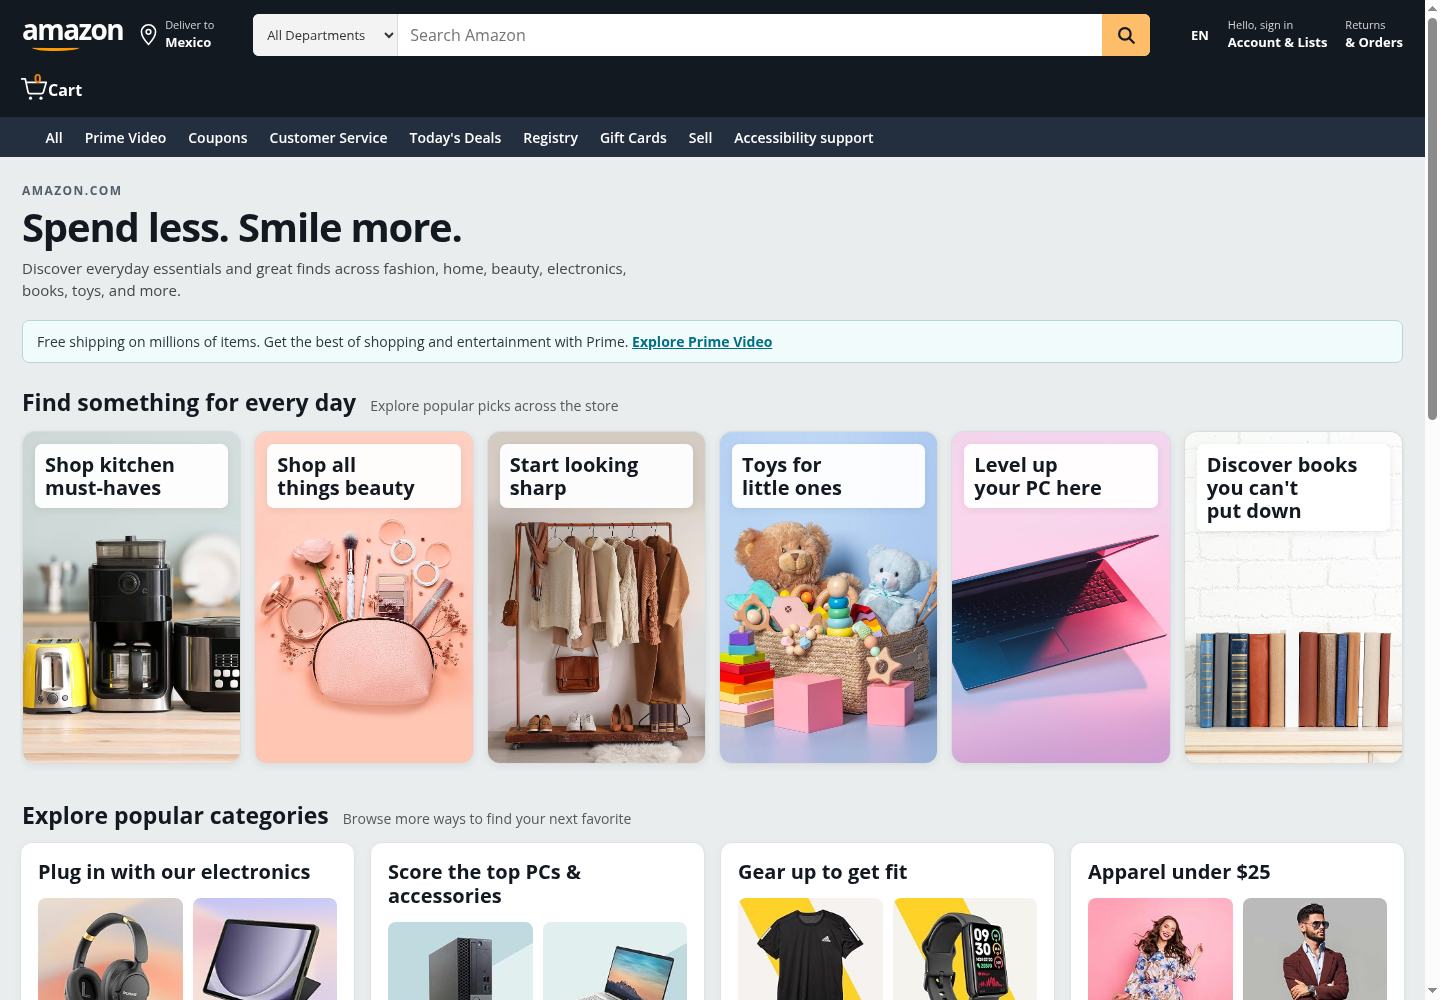 amazon
Deliver to
Mexico
All Departments
Search Amazon
EN
Hello, sign in
Account & Lists
Returns
& Orders
0
Cart
All Prime Video Coupons Customer Service Today's Deals Registry Gift Cards Sell Accessibility support
AMAZON.COM
Spend less. Smile more.
Discover everyday essentials and great finds across fashion, home, beauty, electronics,
books, toys, and more.
Free shipping on millions of items. Get the best of shopping and entertainment with Prime. Explore Prime Video
Find something for every day Explore popular picks across the store
Shop kitchen
must-haves
Shop all
things beauty
Start looking
sharp
Toys for
little ones
Level up
your PC here
Discover books
you can't
put down
Explore popular categories Browse more ways to find your next favorite
Plug in with our electronics
Score the top PCs &
accessories
Gear up to get fit
Apparel under $25
adidas
09
30